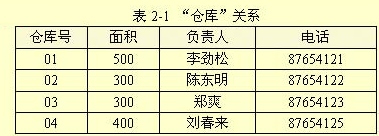 表 2-1 “仓库”关系
仓库号 面积 负责人 电话
01 500 李劲松 87654121
02 300 陈东明 87654122
03 300 郑爽 87654123
04 400 刘春来 87654125